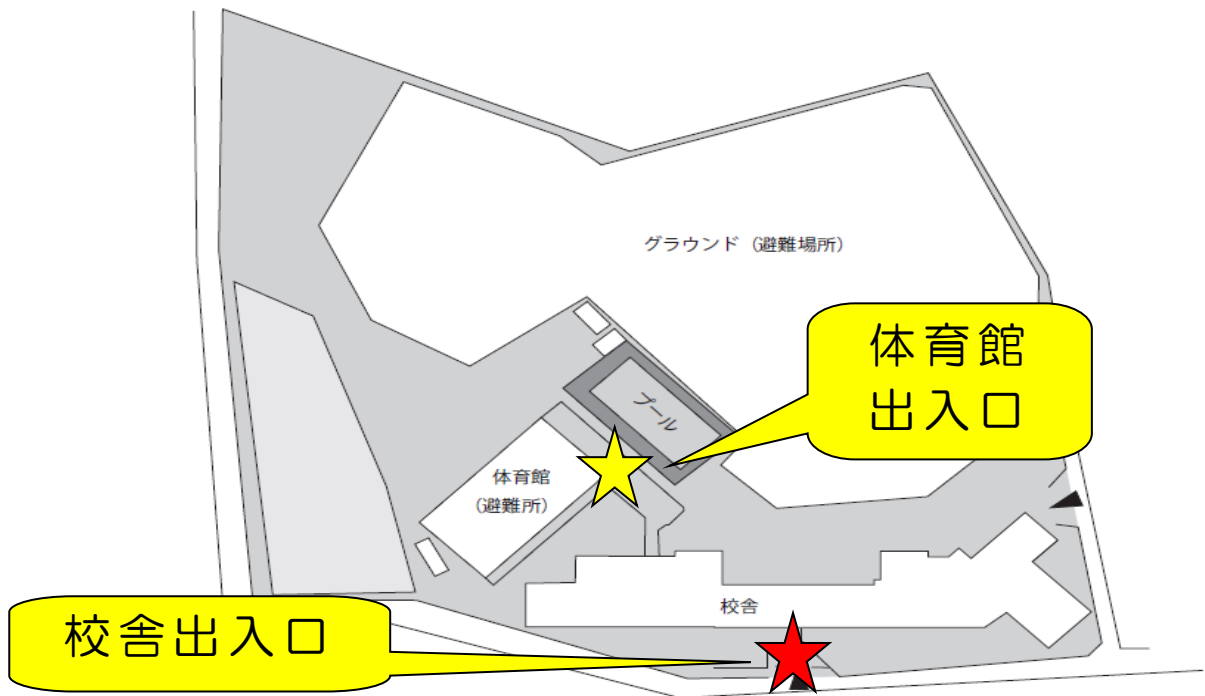 グラウンド（避難場所）
体育館
出入口
プール
体育館
（避難所）
校舎
校舎出入口